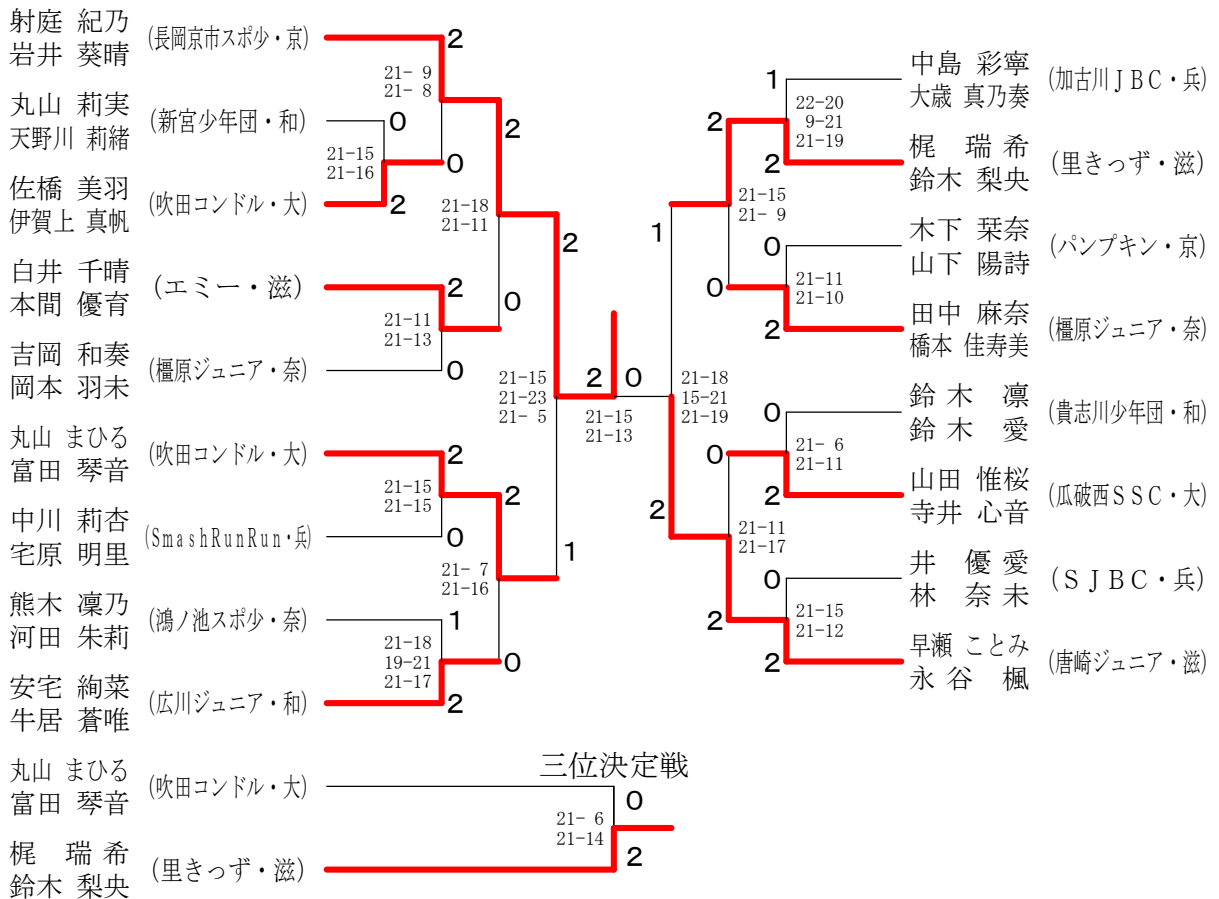 射庭 紀乃
岩井 葵晴
(長岡京市スポ少・京)
2
21- 9
21- 8
丸山 莉実
天野川 莉緒
(新宮少年団・和)
0
2
21-15
21-16
0
佐橋 美羽
伊賀上 真帆
(吹田コンドル・大)
2
21-18
21-11
2
白井 千晴
本間 優育
(エミー・滋)
2
0
21-11
21-13
吉岡 和奏
岡本 羽未
(橿原ジュニア・奈)
0
21-15
21-23
21- 5
2
0
21-15
21-13
丸山 まひる
富田 琴音
(吹田コンドル・大)
2
21-15
21-15
2
中川 莉杏
宅原 明里
(SmashRunRun・兵)
0
1
21- 7
21-16
熊木 凜乃
河田 朱莉
(鴻ノ池スポ少・奈)
1
21-18
19-21
21-17
0
安宅 絢菜
牛居 蒼唯
(広川ジュニア・和)
2
中島 彩寧
大歳 真乃奏
(加古川JBC・兵)
1
22-20
9-21
21-19
2
梶 瑞希
鈴木 梨央
(里きっず・滋)
2
21-15
21- 9
1
木下 栞奈
山下 陽詩
(パンプキン・京)
0
21-11
21-10
0
田中 麻奈
橋本 佳寿美
(橿原ジュニア・奈)
2
21-18
15-21
21-19
鈴木 凛
鈴木 愛
(貴志川少年団・和)
0
21- 6
21-11
0
山田 惟桜
寺井 心音
(瓜破西SSC・大)
2
2
21-11
21-17
井 優愛
林 奈未
(SJBC・兵)
0
21-15
21-12
2
早瀬 ことみ
永谷 楓
(唐崎ジュニア・滋)
2
三位決定戦
丸山 まひる
富田 琴音
(吹田コンドル・大)
0
21- 6
21-14
梶 瑞希
鈴木 梨央
(里きっず・滋)
2